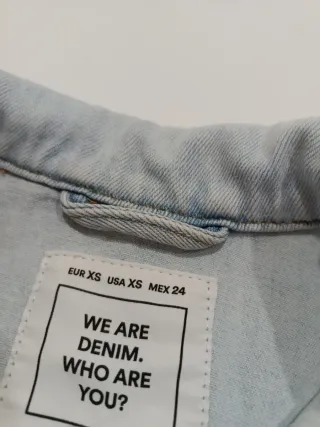 EUR XS USA XS MEX 24
WE ARE
DENIM.
WHO ARE
YOU?